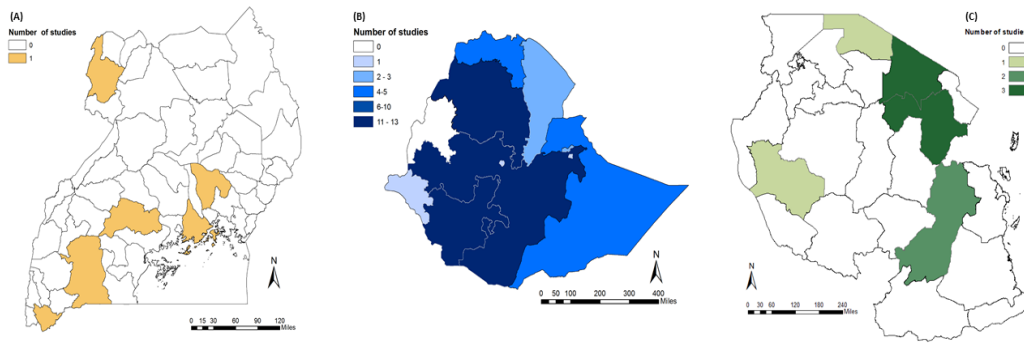 (A)
Number of studies
0
1
N
0 15 30 60 90 120
Miles
(B)
Number of studies
0
1
2 - 3
4-5
6-10
11 - 13
N
0 50 100 200 300 400
Miles
(C)
Number of studies
0
1
2
3
N
0 30 60 120 180 240
Miles